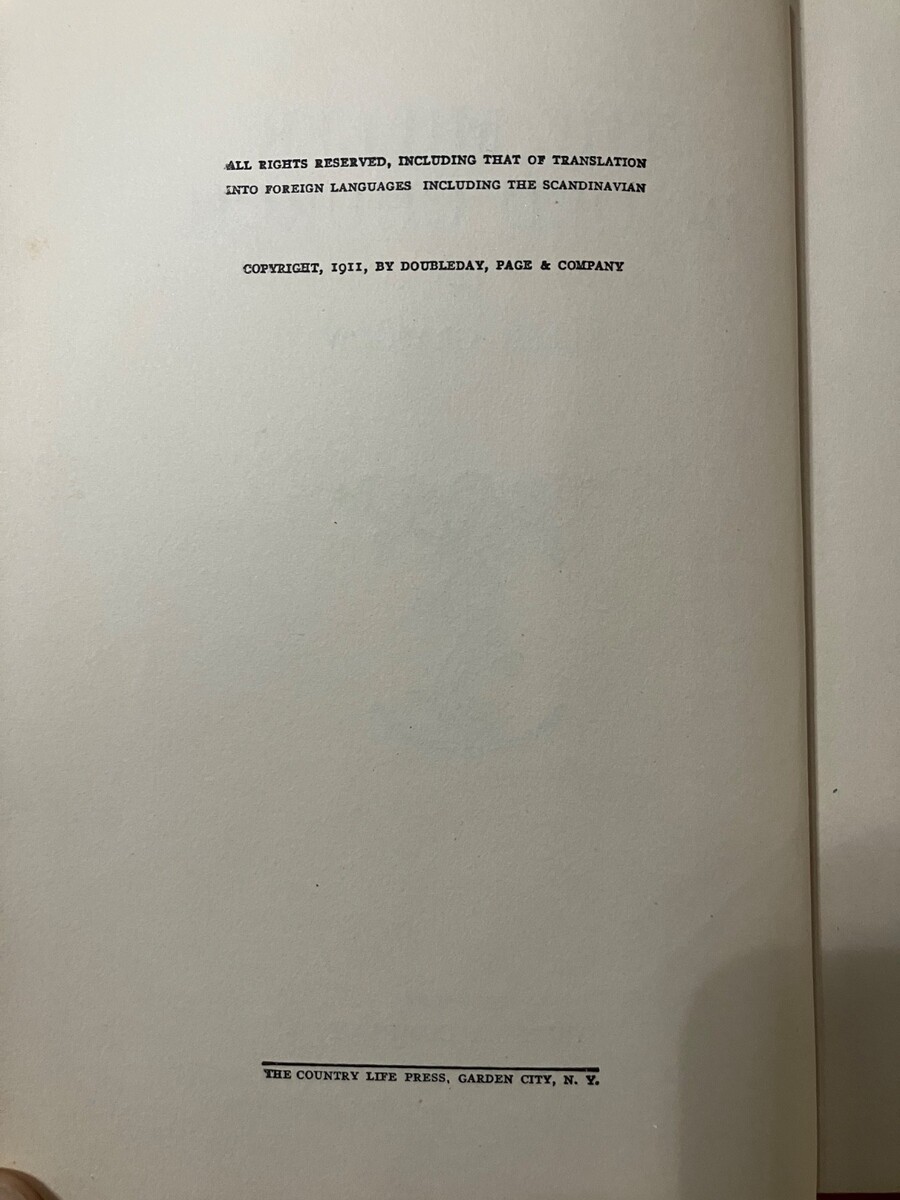 ALL RIGHTS RESERVED, INCLUDING THAT OF TRANSLATION
INTO FOREIGN LANGUAGES INCLUDING THE SCANDINAVIAN
COPYRIGHT, 1911, BY DOUBLEDAY, PAGE & COMPANY
THE COUNTRY LIFE PRESS, GARDEN CITY, N. Y.